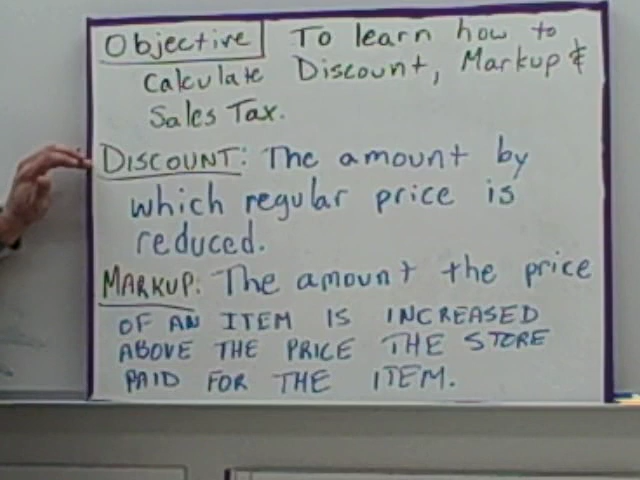 Objective To learn how to
Calculate Discount, Markup &
Sales Tax.
DISCOUNT: The amount by
which regular price is
reduced.
MARKUP: The amount the price
OF AN ITEM IS INCREASED
ABOVE THE PRICE THE STORE
PAID FOR THE ITEM.